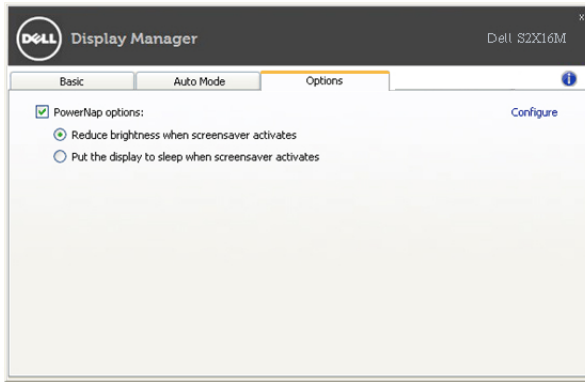 DELL Display Manager Dell S2X16M
Basic Auto Mode Options
PowerNap options: Configure
Reduce brightness when screensaver activates
Put the display to sleep when screensaver activates